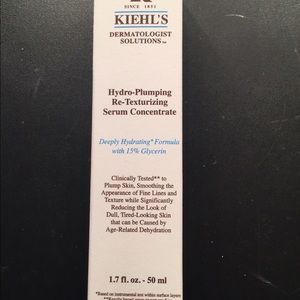 SINCE 1851
KIEHL'S
DERMATOLOGIST
SOLUTIONS™
Hydro-Plumping
Re-Texturizing
Serum Concentrate
Deeply Hydrating* Formula
with 15% Glycerin
Clinically Tested** to
Plump Skin, Smoothing the
Appearance of Fine Lines and
Texture while Significantly
Reducing the Look of
Dull, Tired-Looking Skin
that can be Caused by
Age-Related Dehydration
1.7 fl. oz. - 50 ml
*Based on instrumental test within surface layers